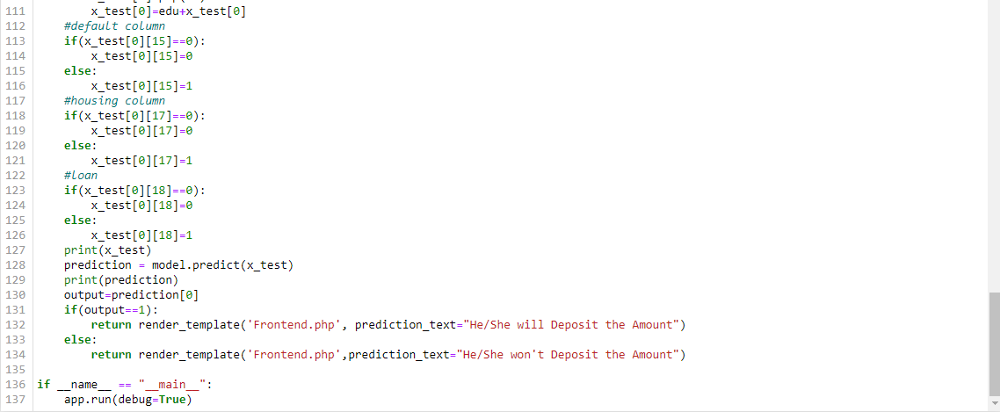 111 x_test[0]=edu+x_test[0]
112 #default column
113 if(x_test[0][15]==0):
114 x_test[0][15]=0
115 else:
116 x_test[0][15]=1
117 #housing column
118 if(x_test[0][17]==0):
119 x_test[0][17]=0
120 else:
121 x_test[0][17]=1
122 #loan
123 if(x_test[0][18]==0):
124 x_test[0][18]=0
125 else:
126 x_test[0][18]=1
127 print(x_test)
128 prediction = model.predict(x_test)
129 print(prediction)
130 output=prediction[0]
131 if(output==1):
132 return render_template('Frontend.php', prediction_text="He/She will Deposit the Amount")
133 else:
134 return render_template('Frontend.php',prediction_text="He/She won't Deposit the Amount")
135
136 if __name__ == "__main__":
137 app.run(debug=True)